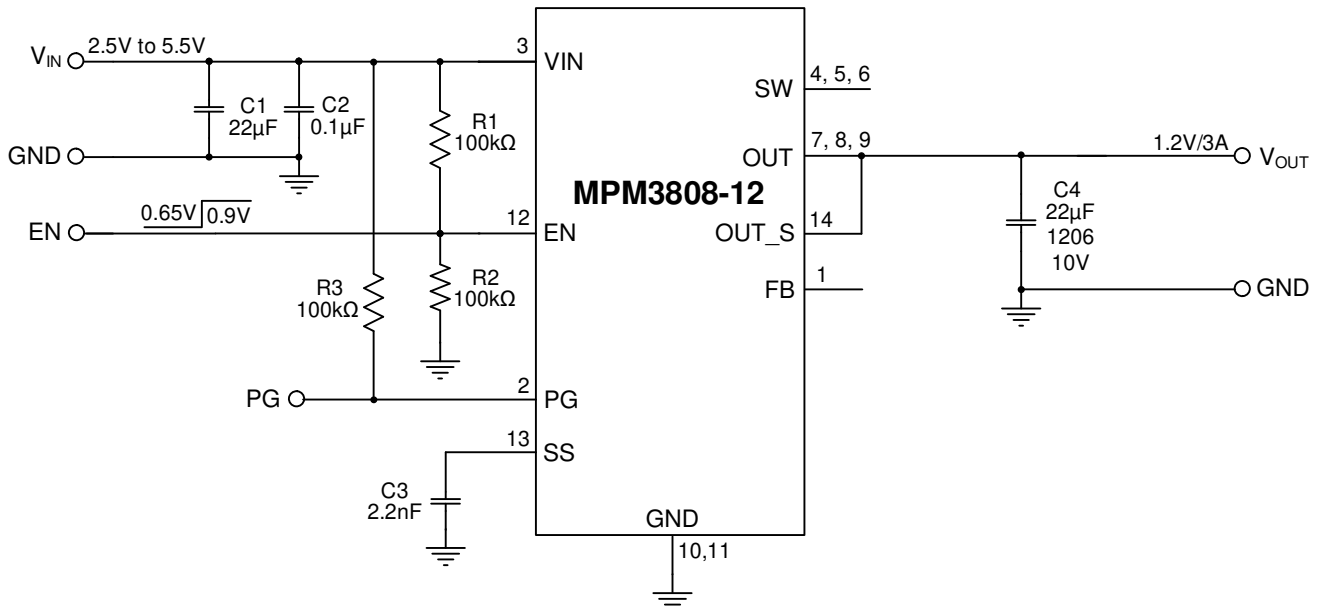 V_IN 2.5V to 5.5V
3
VIN
C1
22µF
C2
0.1µF
R1
100kΩ
GND
EN
0.65V 0.9V
12
EN
R2
100kΩ
R3
100kΩ
PG
2
PG
13
SS
C3
2.2nF
MPM3808-12
GND
10,11
SW
4, 5, 6
OUT
7, 8, 9
OUT_S
14
FB
1
1.2V/3A
V_OUT
C4
22µF
1206
10V
GND